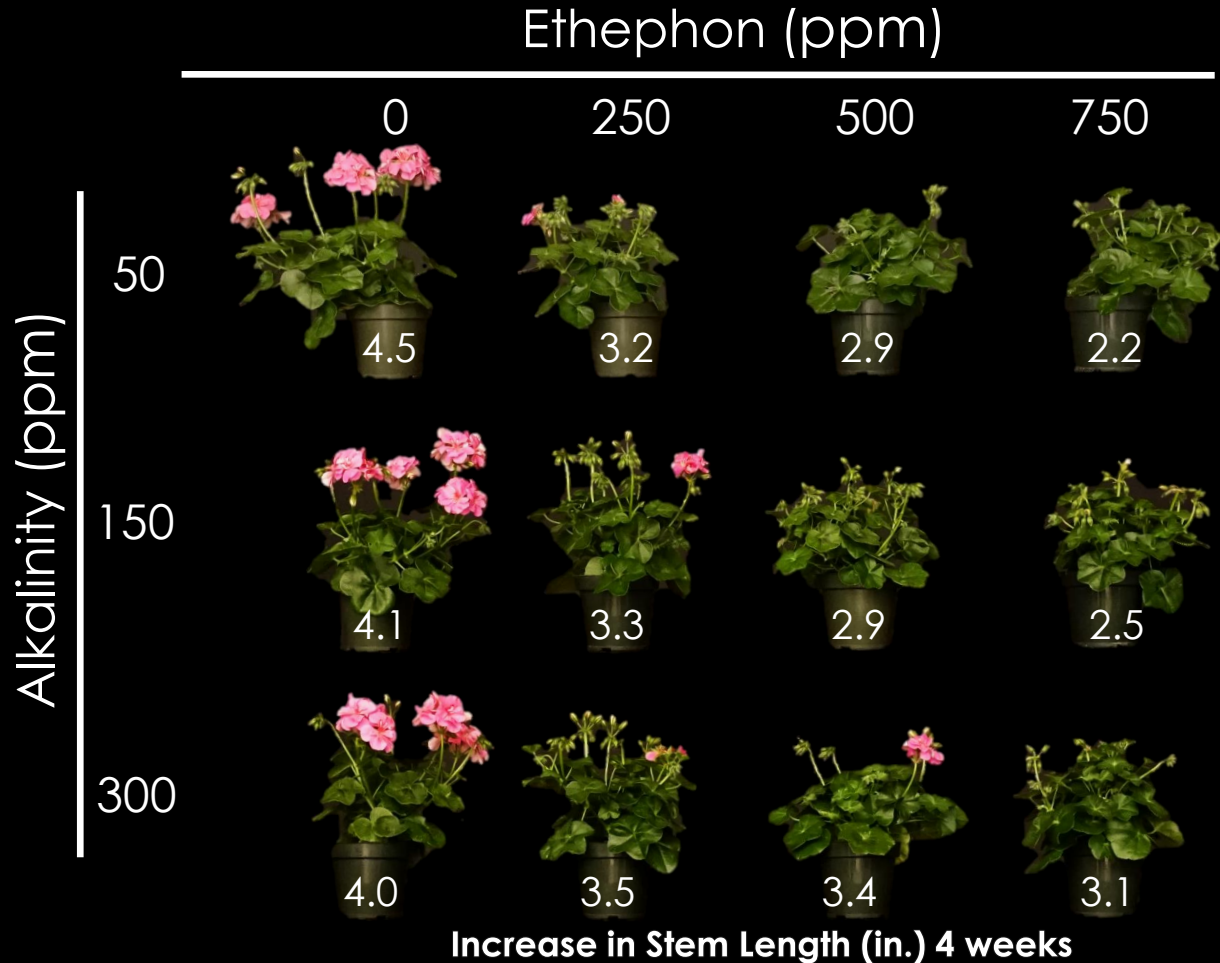 Ethephon (ppm)
0 250 500 750
Alkalinity (ppm)
50
4.5 3.2 2.9 2.2
150
4.1 3.3 2.9 2.5
300
4.0 3.5 3.4 3.1
Increase in Stem Length (in.) 4 weeks